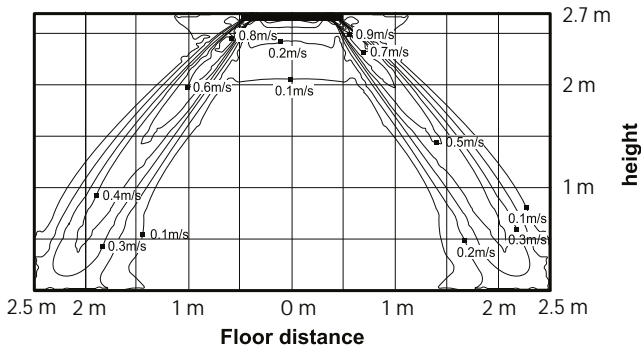 2.7 m
0.8m/s 0.9m/s
0.2m/s 0.7m/s
0.6m/s 0.1m/s 2 m
0.5m/s
height
0.4m/s 1 m
0.1m/s
0.1m/s 0.3m/s
0.3m/s 0.2m/s
2.5 m 2 m 1 m 0 m 1 m 2 m 2.5 m
Floor distance